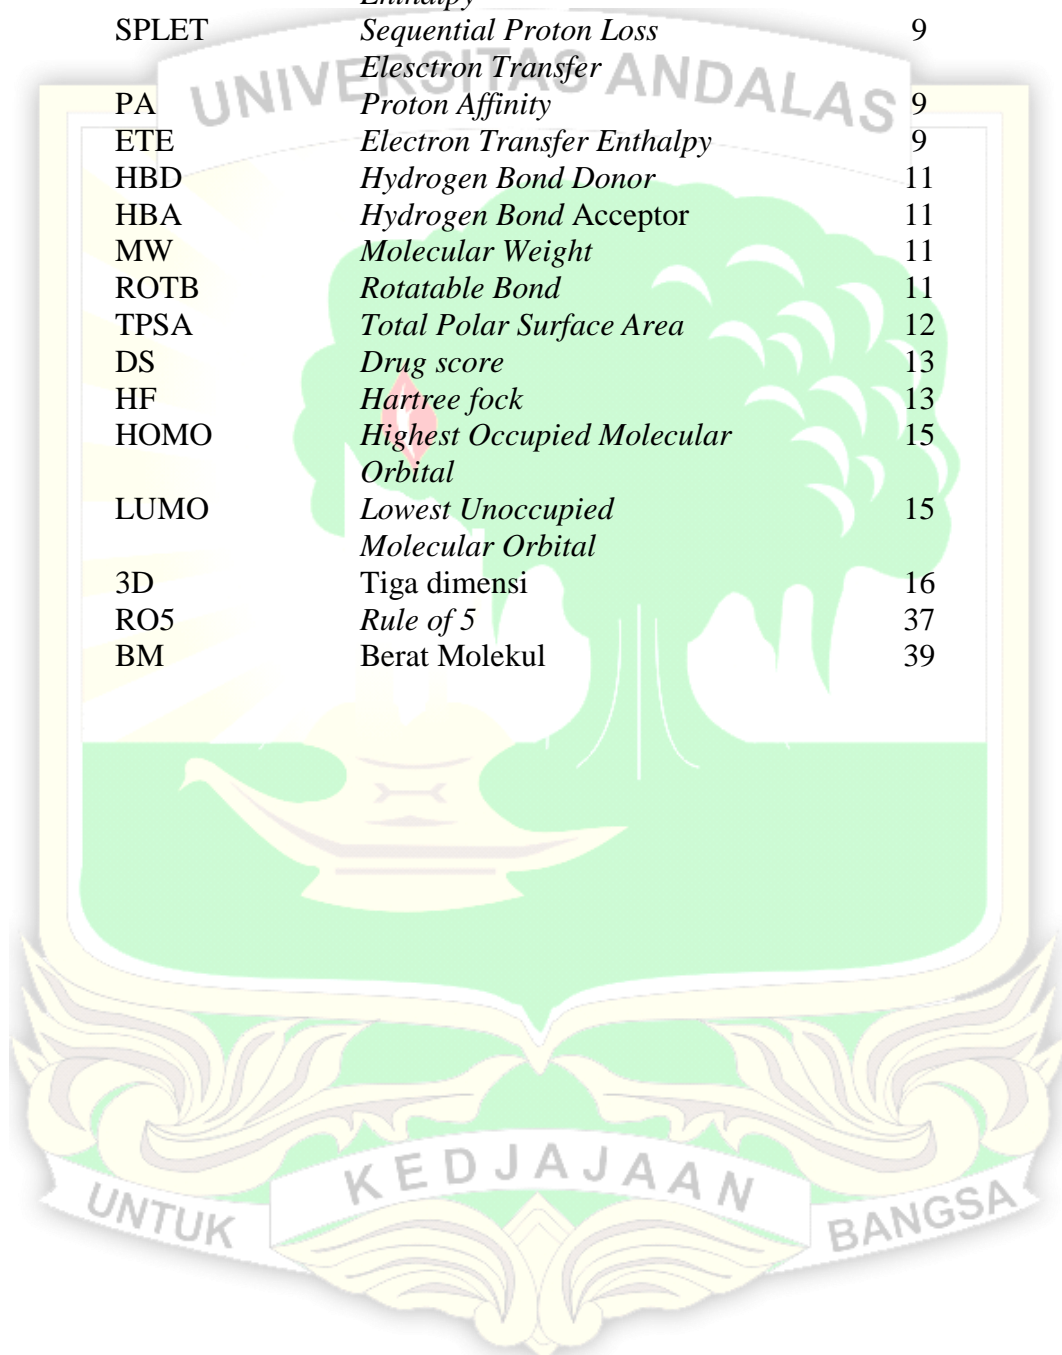 Enthalpy
SPLET Sequential Proton Loss 9
Elesctron Transfer
PA Proton Affinity 9
ETE Electron Transfer Enthalpy 9
HBD Hydrogen Bond Donor 11
HBA Hydrogen Bond Acceptor 11
MW Molecular Weight 11
ROTB Rotatable Bond 11
TPSA Total Polar Surface Area 12
DS Drug score 13
HF Hartree fock 13
HOMO Highest Occupied Molecular 15
Orbital
LUMO Lowest Unoccupied 15
Molecular Orbital
3D Tiga dimensi 16
RO5 Rule of 5 37
BM Berat Molekul 39
UNIVERSITAS ANDALAS
UNTUK KEDJAJAAN BANGSA